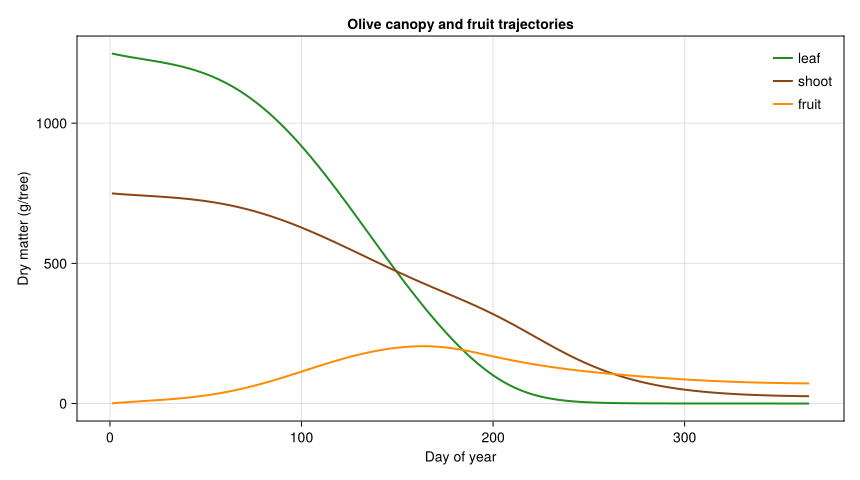 Olive canopy and fruit trajectories
leaf
shoot
fruit
Dry matter (g/tree)
1000
500
0
0 100 200 300
Day of year